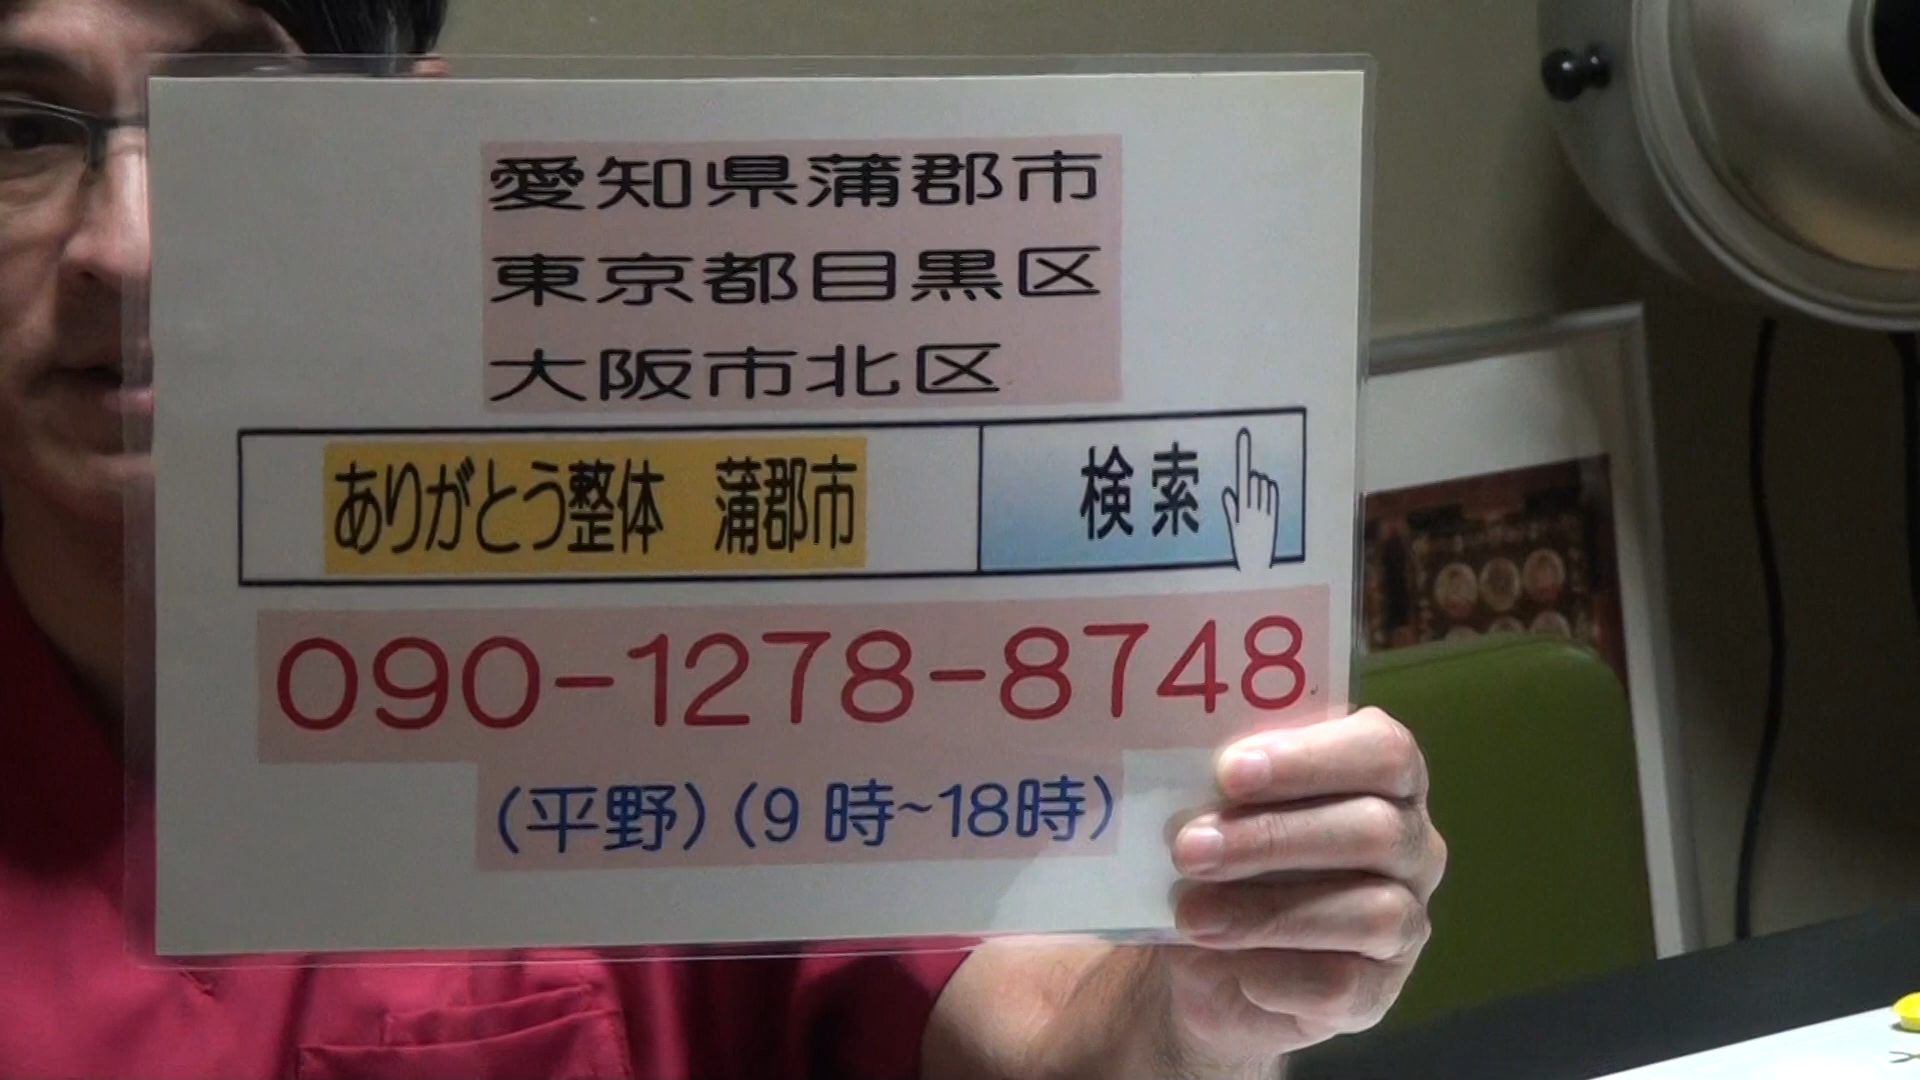 愛知県蒲郡市
東京都目黒区
大阪市北区
ありがとう整体　蒲郡市
検索
090-1278-8748
(平野)(9時~18時)